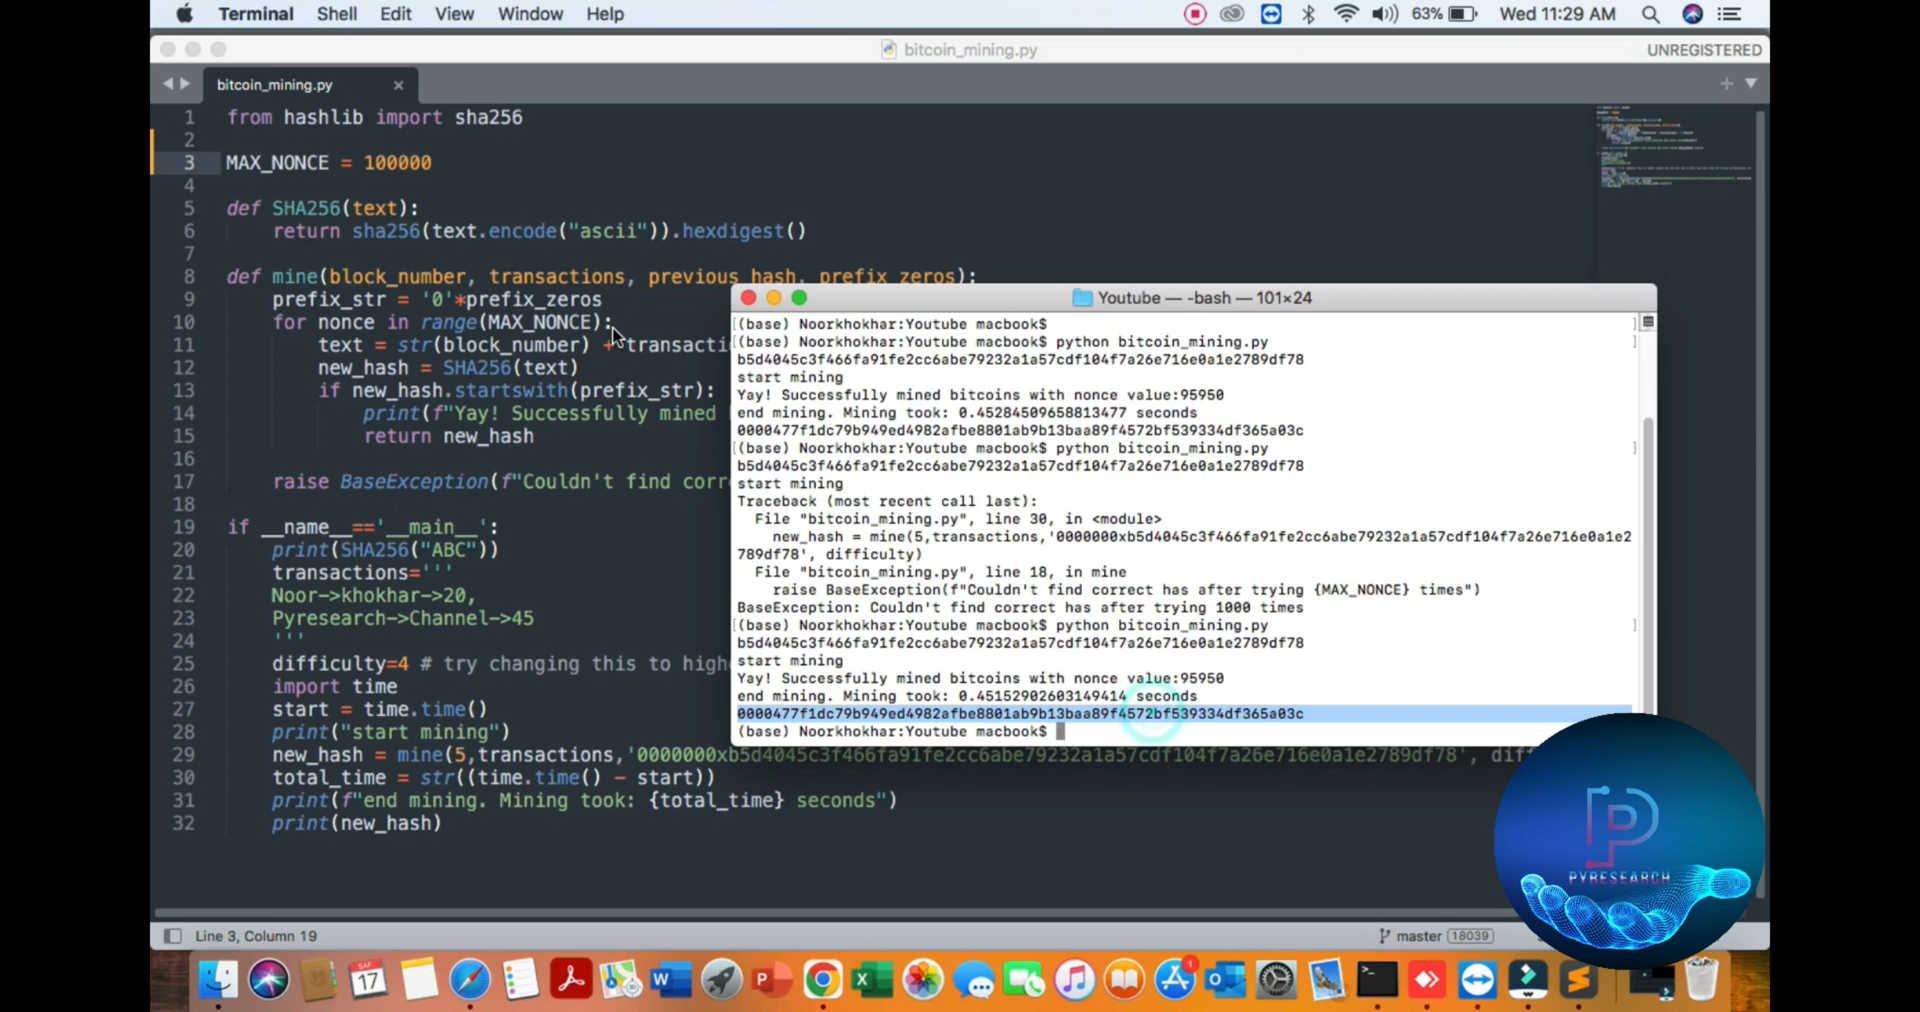 Terminal Shell Edit View Window Help 63% Wed 11:29 AM
bitcoin_mining.py UNREGISTERED
bitcoin_mining.py
1 from hashlib import sha256
2
3 MAX_NONCE = 100000
4
5 def SHA256(text):
6 return sha256(text.encode("ascii")).hexdigest()
7
8 def mine(block_number, transactions, previous_hash, prefix_zeros):
9 prefix_str = '0'*prefix_zeros
10 for nonce in range(MAX_NONCE):
11 text = str(block_number) + transacti
12 new_hash = SHA256(text)
13 if new_hash.startswith(prefix_str):
14 print(f"Yay! Successfully mined
15 return new_hash
16
17 raise BaseException(f"Couldn't find corr
18
19 if __name__=='__main__':
20 print(SHA256("ABC"))
21 transactions='''
22 Noor->khokhar->20,
23 Pyresearch->Channel->45
24 '''
25 difficulty=4 # try changing this to high
26 import time
27 start = time.time()
28 print("start mining")
29 new_hash = mine(5,transactions,'0000000xb5d4045c3f466fa91fe2cc6abe79232a1a57cdf104f7a26e716e0a1e2789df78', dif
30 total_time = str((time.time() - start))
31 print(f"end mining. Mining took: {total_time} seconds")
32 print(new_hash)
Youtube — -bash — 101×24
(base) Noorkhokhar:Youtube macbook$
(base) Noorkhokhar:Youtube macbook$ python bitcoin_mining.py
b5d4045c3f466fa91fe2cc6abe79232a1a57cdf104f7a26e716e0a1e2789df78
start mining
Yay! Successfully mined bitcoins with nonce value:95950
end mining. Mining took: 0.45284509658813477 seconds
0000477f1dc79b949ed4982afbe8801ab9b13baa89f4572bf539334df365a03c
(base) Noorkhokhar:Youtube macbook$ python bitcoin_mining.py
b5d4045c3f466fa91fe2cc6abe79232a1a57cdf104f7a26e716e0a1e2789df78
start mining
Traceback (most recent call last):
File "bitcoin_mining.py", line 30, in <module>
new_hash = mine(5,transactions,'0000000xb5d4045c3f466fa91fe2cc6abe79232a1a57cdf104f7a26e716e0a1e2
789df78', difficulty)
File "bitcoin_mining.py", line 18, in mine
raise BaseException(f"Couldn't find correct has after trying {MAX_NONCE} times")
BaseException: Couldn't find correct has after trying 1000 times
(base) Noorkhokhar:Youtube macbook$ python bitcoin_mining.py
b5d4045c3f466fa91fe2cc6abe79232a1a57cdf104f7a26e716e0a1e2789df78
start mining
Yay! Successfully mined bitcoins with nonce value:95950
end mining. Mining took: 0.45152902603149414 seconds
0000477f1dc79b949ed4982afbe8801ab9b13baa89f4572bf539334df365a03c
(base) Noorkhokhar:Youtube macbook$
PYRESEARCH
Line 3, Column 19 master 18039
17
1